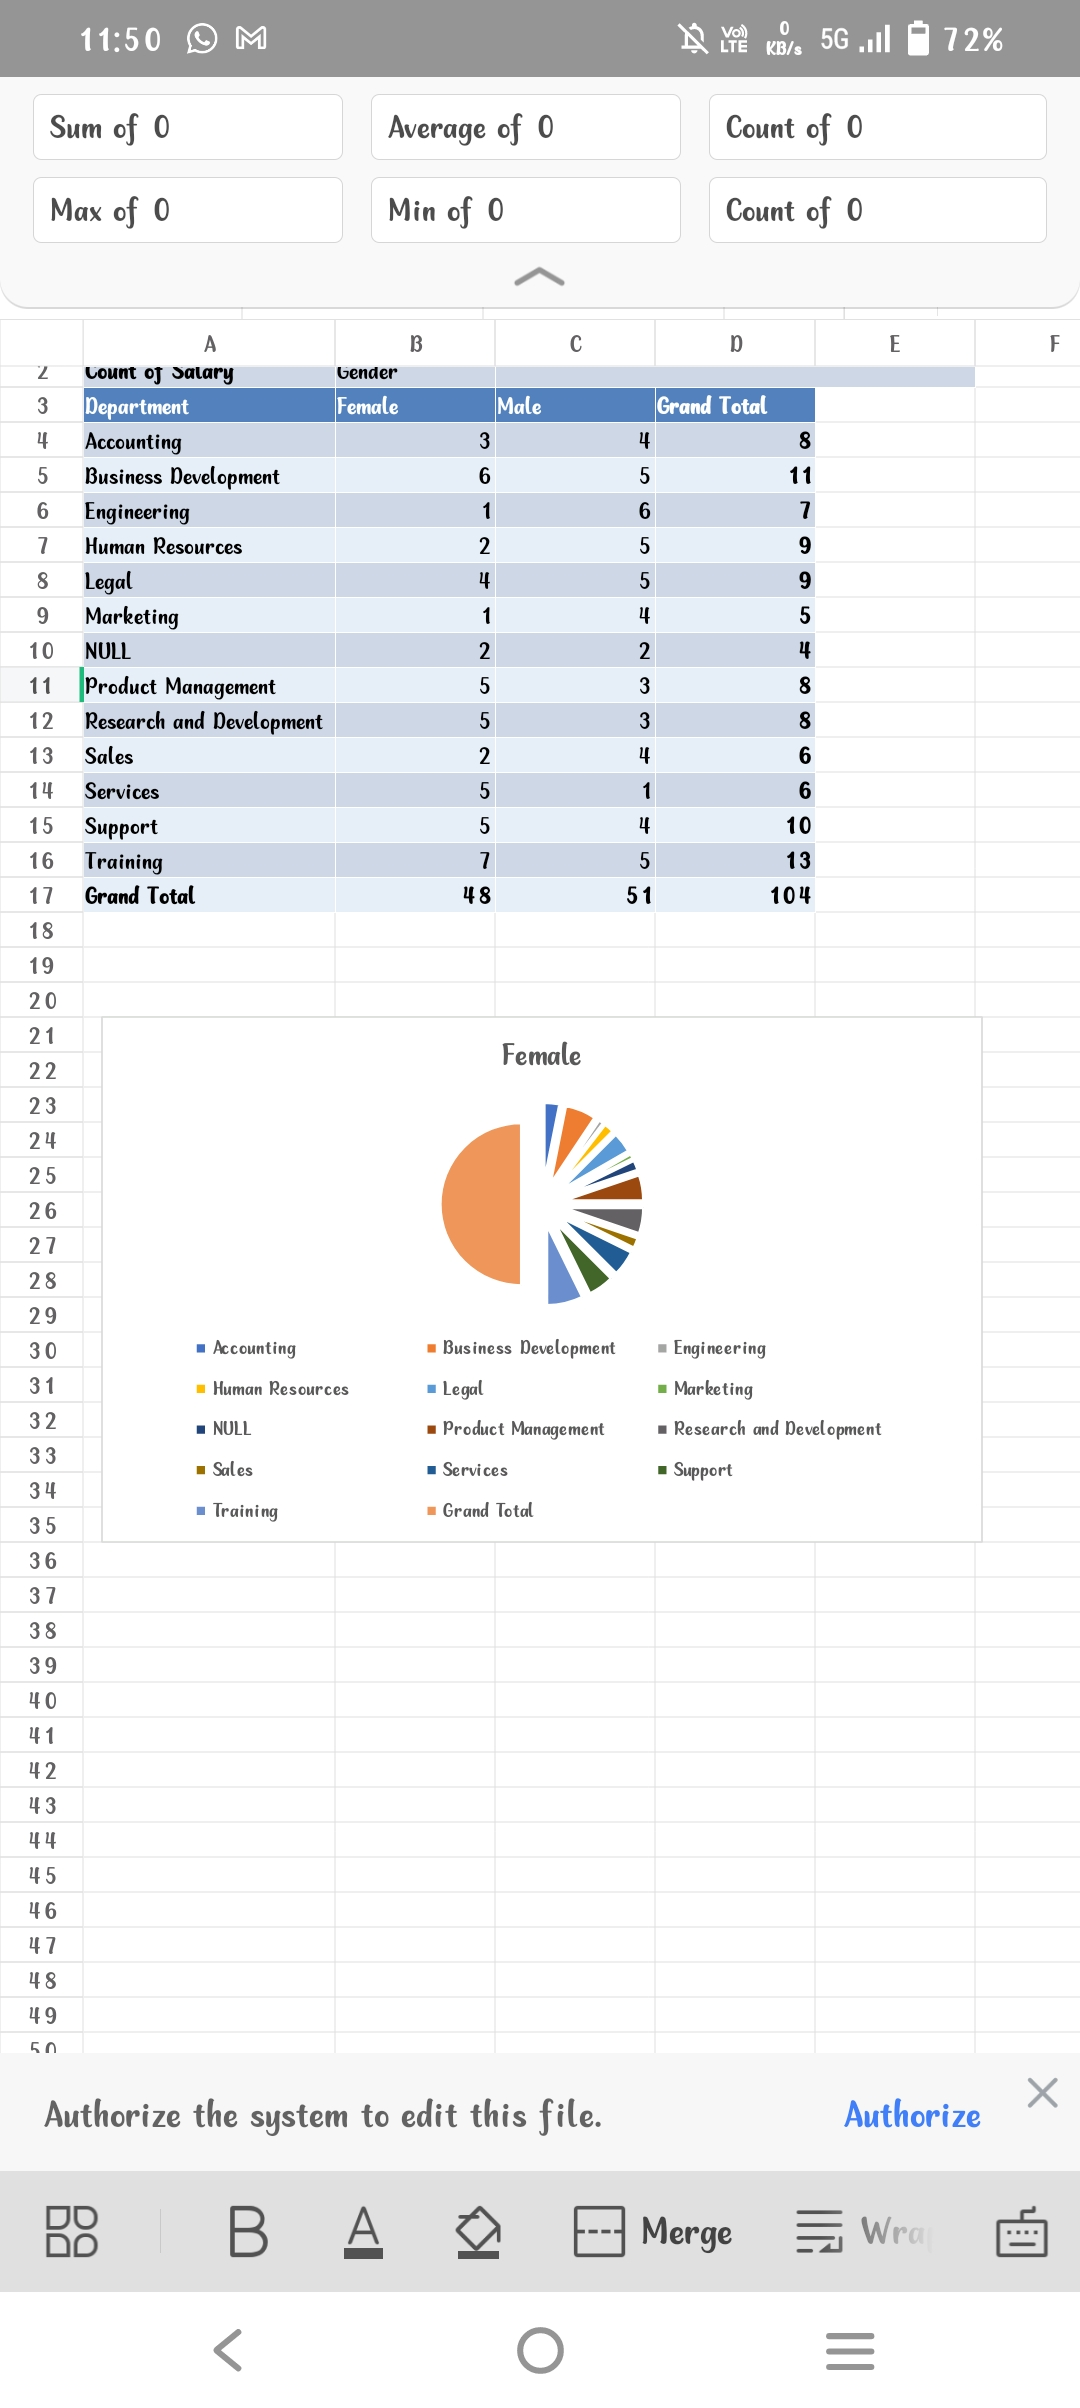 11:50 VoLTE 0 KB/s 5G 72%
Sum of 0 Average of 0 Count of 0
Max of 0 Min of 0 Count of 0
A B C D E F
2 Count of Salary Gender
3 Department Female Male Grand Total
4 Accounting 3 4 8
5 Business Development 6 5 11
6 Engineering 1 6 7
7 Human Resources 2 5 9
8 Legal 4 5 9
9 Marketing 1 4 5
10 NULL 2 2 4
11 Product Management 5 3 8
12 Research and Development 5 3 8
13 Sales 2 4 6
14 Services 5 1 6
15 Support 5 4 10
16 Training 7 5 13
17 Grand Total 48 51 104
18
19
20
21
Female
22
23
24
25
26
27
28
29
30 Accounting Business Development Engineering
31 Human Resources Legal Marketing
32 NULL Product Management Research and Development
33
34 Sales Services Support
35 Training Grand Total
36
37
38
39
40
41
42
43
44
45
46
47
48
49
50
Authorize the system to edit this file. Authorize
B A Merge Wra